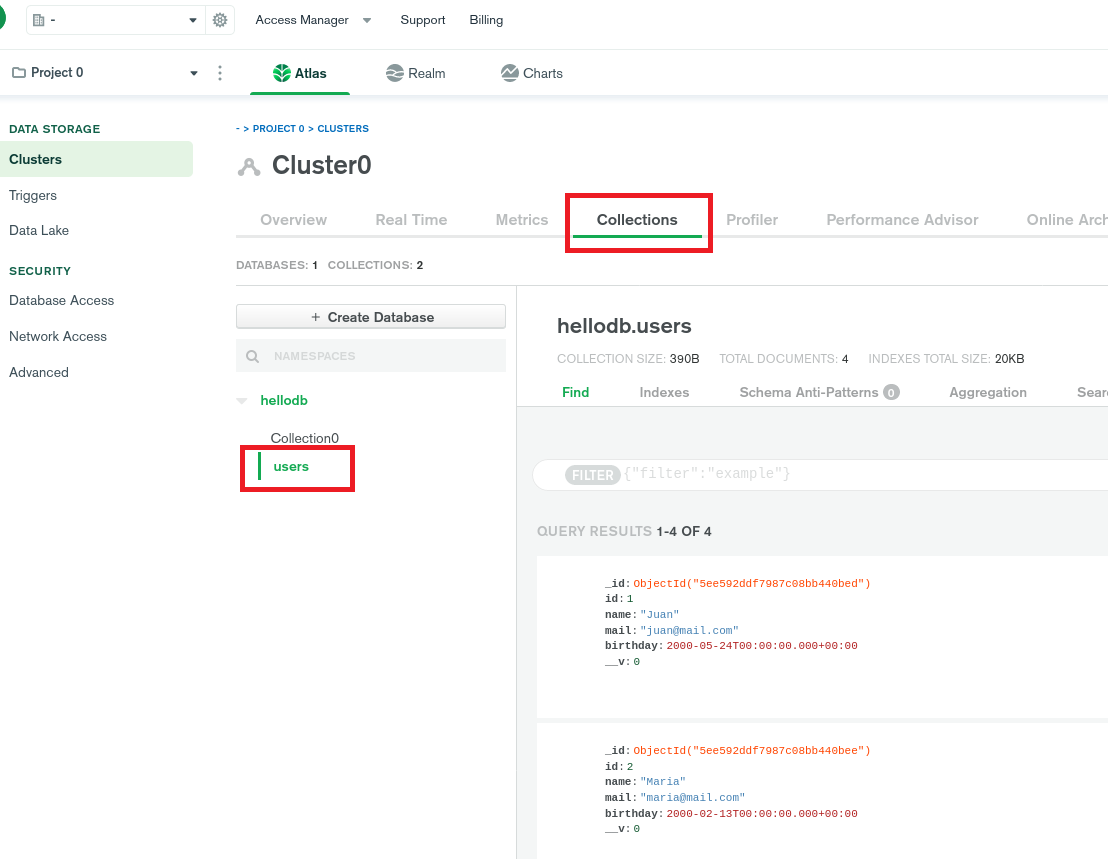 - Access Manager Support Billing
Project 0 Atlas Realm Charts
DATA STORAGE
Clusters
Triggers
Data Lake
SECURITY
Database Access
Network Access
Advanced
- > PROJECT 0 > CLUSTERS
Cluster0
Overview Real Time Metrics Collections Profiler Performance Advisor Online Arch
DATABASES: 1 COLLECTIONS: 2
+ Create Database
NAMESPACES
hellodb
Collection0
users
hellodb.users
COLLECTION SIZE: 390B TOTAL DOCUMENTS: 4 INDEXES TOTAL SIZE: 20KB
Find Indexes Schema Anti-Patterns 0 Aggregation Sear
FILTER {"filter":"example"}
QUERY RESULTS 1-4 OF 4
_id: ObjectId("5ee592ddf7987c08bb440bed")
id: 1
name: "Juan"
mail: "juan@mail.com"
birthday: 2000-05-24T00:00:00.000+00:00
__v: 0
_id: ObjectId("5ee592ddf7987c08bb440bee")
id: 2
name: "Maria"
mail: "maria@mail.com"
birthday: 2000-02-13T00:00:00.000+00:00
__v: 0